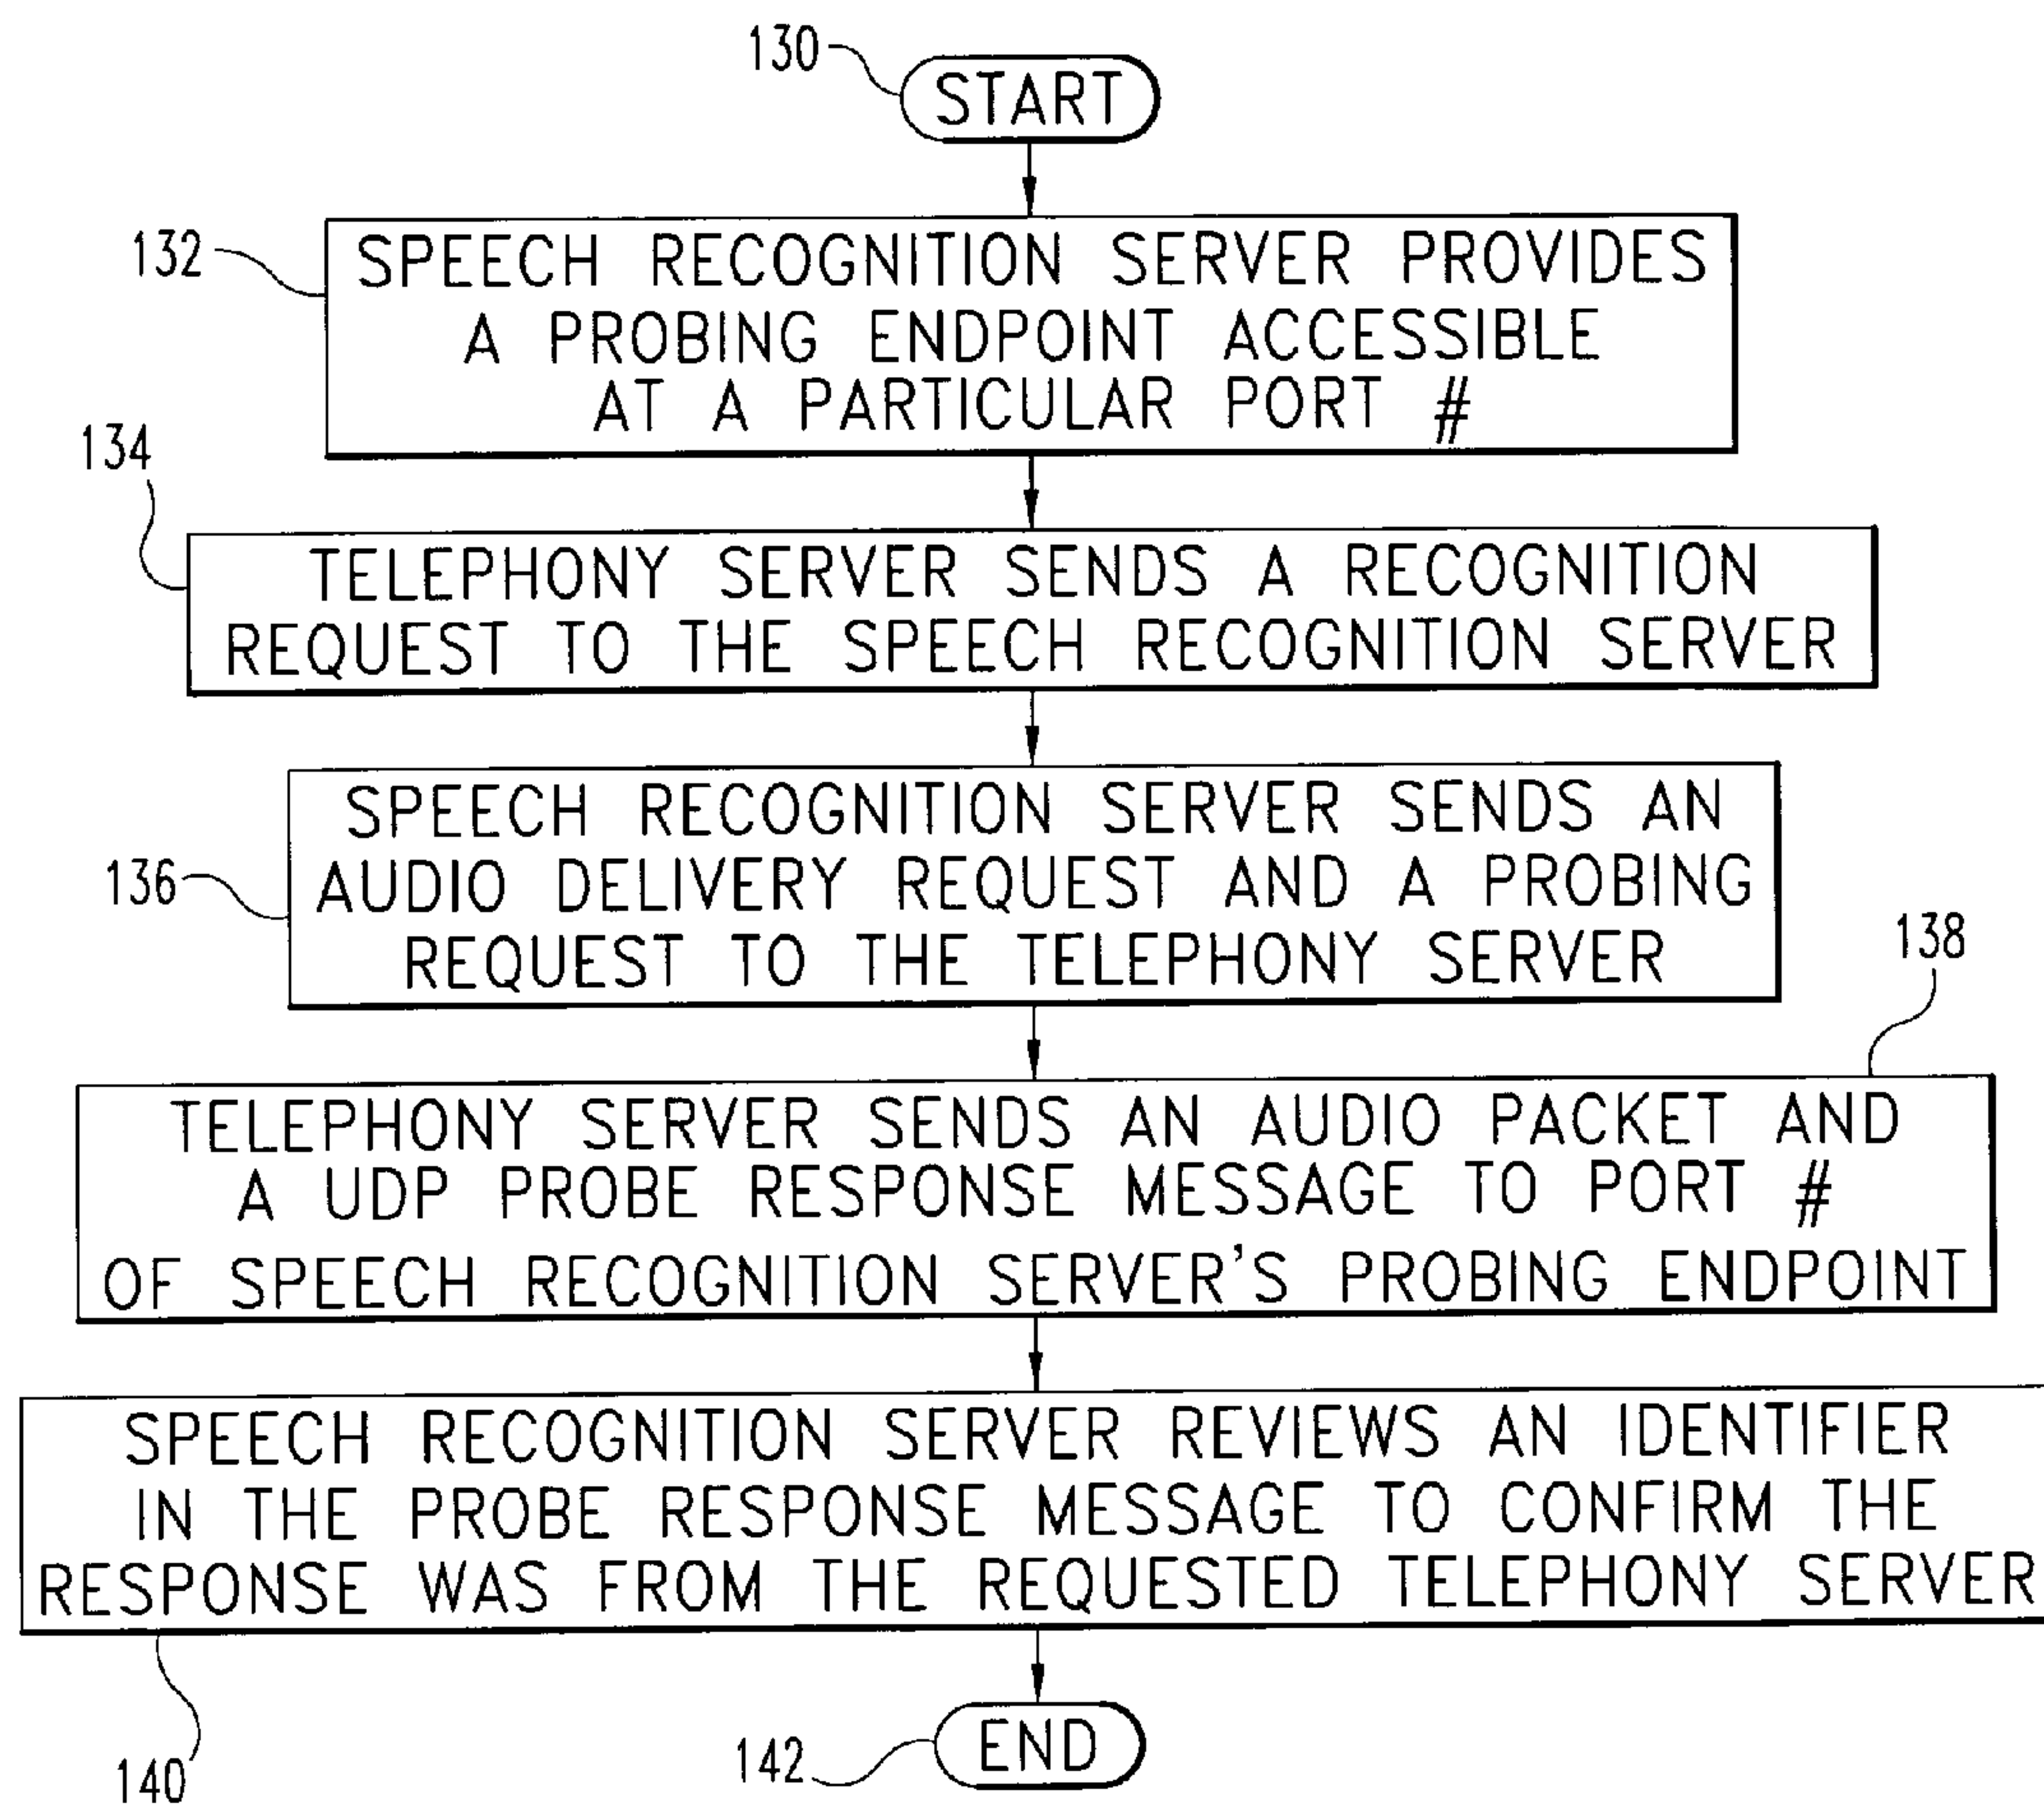 130
START
132
SPEECH RECOGNITION SERVER PROVIDES
A PROBING ENDPOINT ACCESSIBLE
AT A PARTICULAR PORT #
134
TELEPHONY SERVER SENDS A RECOGNITION
REQUEST TO THE SPEECH RECOGNITION SERVER
136
SPEECH RECOGNITION SERVER SENDS AN
AUDIO DELIVERY REQUEST AND A PROBING
REQUEST TO THE TELEPHONY SERVER
138
TELEPHONY SERVER SENDS AN AUDIO PACKET AND
A UDP PROBE RESPONSE MESSAGE TO PORT #
OF SPEECH RECOGNITION SERVER'S PROBING ENDPOINT
SPEECH RECOGNITION SERVER REVIEWS AN IDENTIFIER
IN THE PROBE RESPONSE MESSAGE TO CONFIRM THE
RESPONSE WAS FROM THE REQUESTED TELEPHONY SERVER
140
142
END